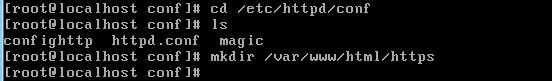 [root@localhost conf]# cd /etc/httpd/conf
[root@localhost conf]# ls
confighttp  httpd.conf  magic
[root@localhost conf]# mkdir /var/www/html/https
[root@localhost conf]#